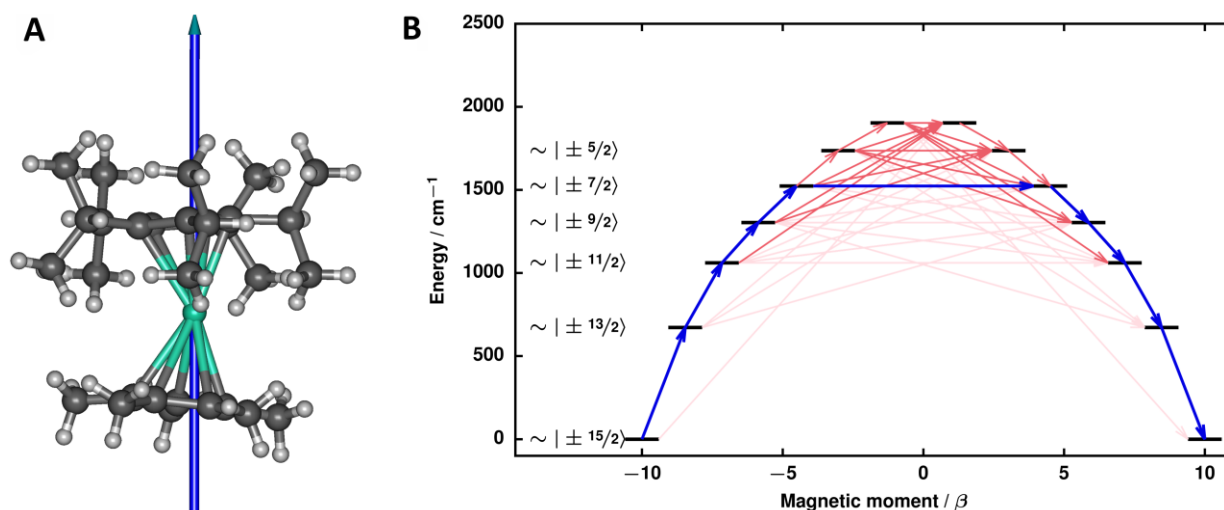 A
B
2500
2000
1500
1000
500
0
Energy / cm⁻¹
∼ | ± 5/2⟩
∼ | ± 7/2⟩
∼ | ± 9/2⟩
∼ | ± 11/2⟩
∼ | ± 13/2⟩
∼ | ± 15/2⟩
−10
−5
0
5
10
Magnetic moment / β